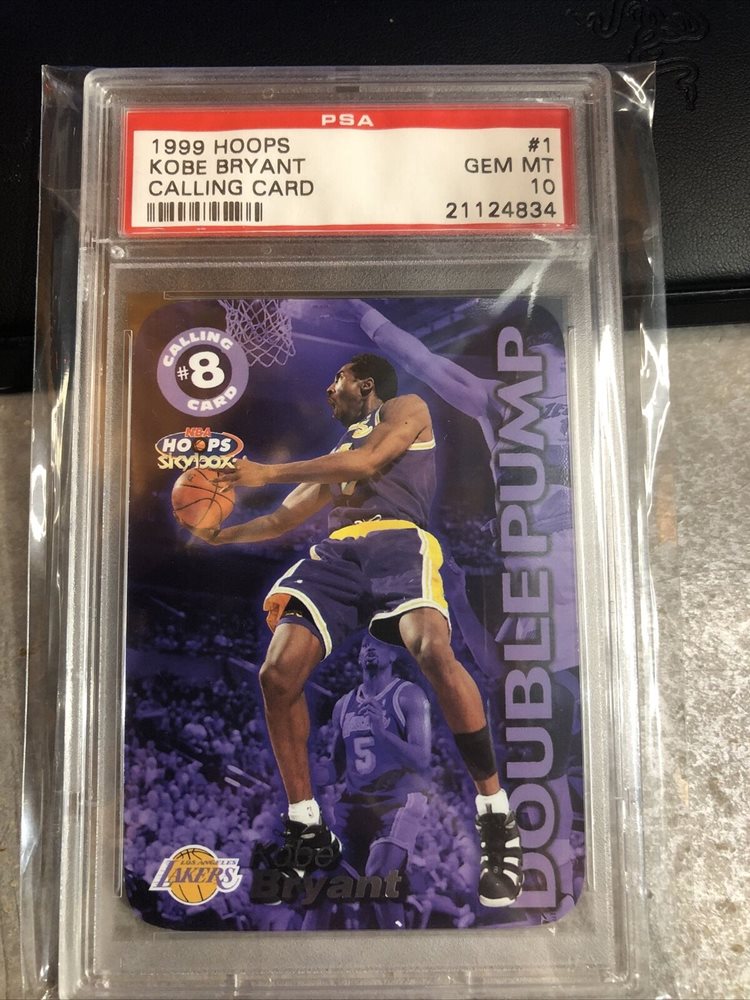 PSA
1999 HOOPS #1
KOBE BRYANT GEM MT
CALLING CARD 10
21124834
CALLING
#8
CARD
NBA
HOOPS
SKYBOX
DOUBLE PUMP
5
LOS ANGELES
LAKERS
Kobe
Bryant